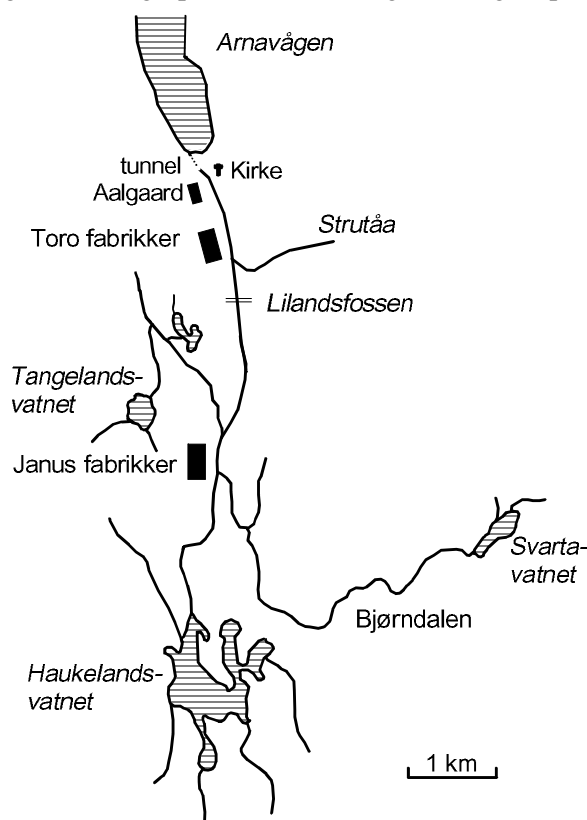 Arnavågen
tunnel
Kirke
Aalgaard
Toro fabrikker
Strutåa
Lilandsfossen
Tangelands-
vatnet
Janus fabrikker
Svarta-
vatnet
Bjørndalen
Haukelands-
vatnet
1 km